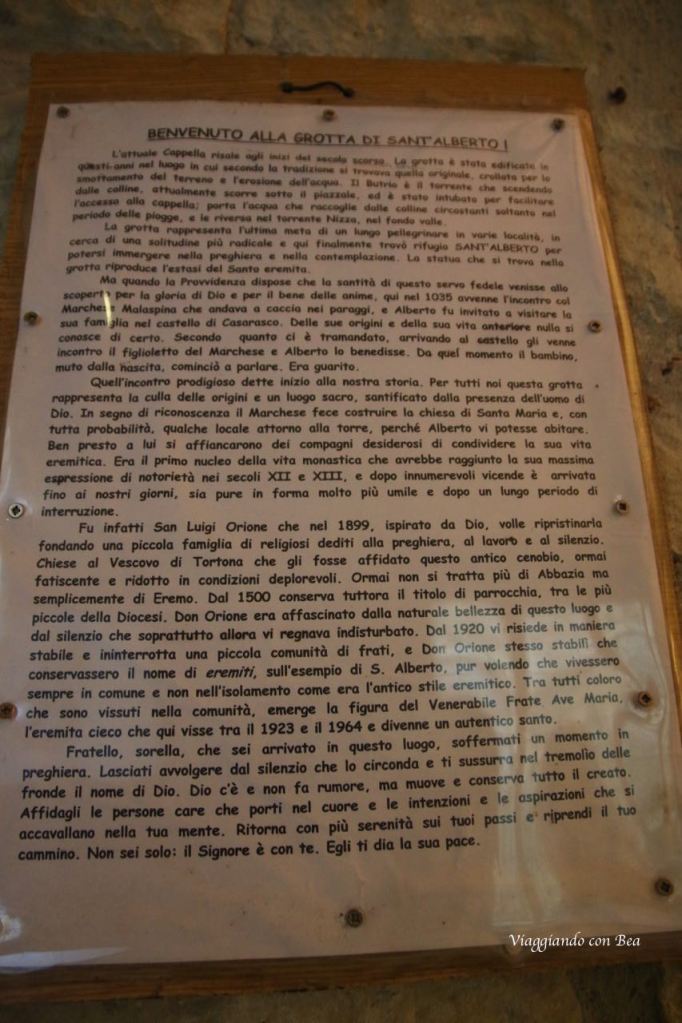 BENVENUTO ALLA GROTTA DI SANT'ALBERTO !
L'attuale Cappella risale agli inizi del secolo scorso. La grotta è stata edificata in
questi anni nel luogo in cui secondo la tradizione si trovava quella originale, crollata per lo
smottamento del terreno e l'erosione dell'acqua. Il Butrio è il torrente che scendendo
dalle colline, attualmente scorre sotto il piazzale, ed è stato intubato per facilitare
l'accesso alla cappella; porta l'acqua che raccoglie dalle colline circostanti soltanto nel
periodo delle piogge, e le riversa nel torrente Nizza, nel fondo valle.
La grotta rappresenta l'ultima meta di un lungo pellegrinare in varie località, in
cerca di una solitudine più radicale e qui finalmente trovò rifugio SANT'ALBERTO per
potersi immergere nella preghiera e nella contemplazione. La statua che si trova nella
grotta riproduce l'estasi del Santo eremita.
Ma quando la Provvidenza dispose che la santità di questo servo fedele venisse allo
scoperto per la gloria di Dio e per il bene delle anime, qui nel 1035 avvenne l'incontro col
Marchese Malaspina che andava a caccia nei paraggi, e Alberto fu invitato a visitare la
sua famiglia nel castello di Casarasco. Delle sue origini e della sua vita anteriore nulla si
conosce di certo. Secondo quanto ci è tramandato, arrivando al castello gli venne
incontro il figlioletto del Marchese e Alberto lo benedisse. Da quel momento il bambino,
muto dalla nascita, cominciò a parlare. Era guarito.
Quell'incontro prodigioso dette inizio alla nostra storia. Per tutti noi questa grotta
rappresenta la culla delle origini e un luogo sacro, santificato dalla presenza dell'uomo di
Dio. In segno di riconoscenza il Marchese fece costruire la chiesa di Santa Maria e, con
tutta probabilità, qualche locale attorno alla torre, perché Alberto vi potesse abitare.
Ben presto a lui si affiancarono dei compagni desiderosi di condividere la sua vita
eremitica. Era il primo nucleo della vita monastica che avrebbe raggiunto la sua massima
espressione di notorietà nei secoli XII e XIII, e dopo innumerevoli vicende è arrivata
fino ai nostri giorni, sia pure in forma molto più umile e dopo un lungo periodo di
interruzione.
Fu infatti San Luigi Orione che nel 1899, ispirato da Dio, volle ripristinarla
fondando una piccola famiglia di religiosi dediti alla preghiera, al lavoro e al silenzio.
Chiese al Vescovo di Tortona che gli fosse affidato questo antico cenobio, ormai
fatiscente e ridotto in condizioni deplorevoli. Ormai non si tratta più di Abbazia ma
semplicemente di Eremo. Dal 1500 conserva tuttora il titolo di parrocchia, tra le più
piccole della Diocesi. Don Orione era affascinato dalla naturale bellezza di questo luogo e
dal silenzio che soprattutto allora vi regnava indisturbato. Dal 1920 vi risiede in maniera
stabile e ininterrotta una piccola comunità di frati, e Don Orione stesso stabilì che
conservassero il nome di eremiti, sull'esempio di S. Alberto, pur volendo che vivessero
sempre in comune e non nell'isolamento come era l'antico stile eremitico. Tra tutti coloro
che sono vissuti nella comunità, emerge la figura del Venerabile Frate Ave Maria,
l'eremita cieco che qui visse tra il 1923 e il 1964 e divenne un autentico santo.
Fratello, sorella, che sei arrivato in questo luogo, soffermati un momento in
preghiera. Lasciati avvolgere dal silenzio che lo circonda e ti sussurra nel tremolìo delle
fronde il nome di Dio. Dio c'è e non fa rumore, ma muove e conserva tutto il creato.
Affidagli le persone care che porti nel cuore e le intenzioni e le aspirazioni che si
accavallano nella tua mente. Ritorna con più serenità sui tuoi passi e riprendi il tuo
cammino. Non sei solo: il Signore è con te. Egli ti dia la sua pace.
Viaggiando con Bea